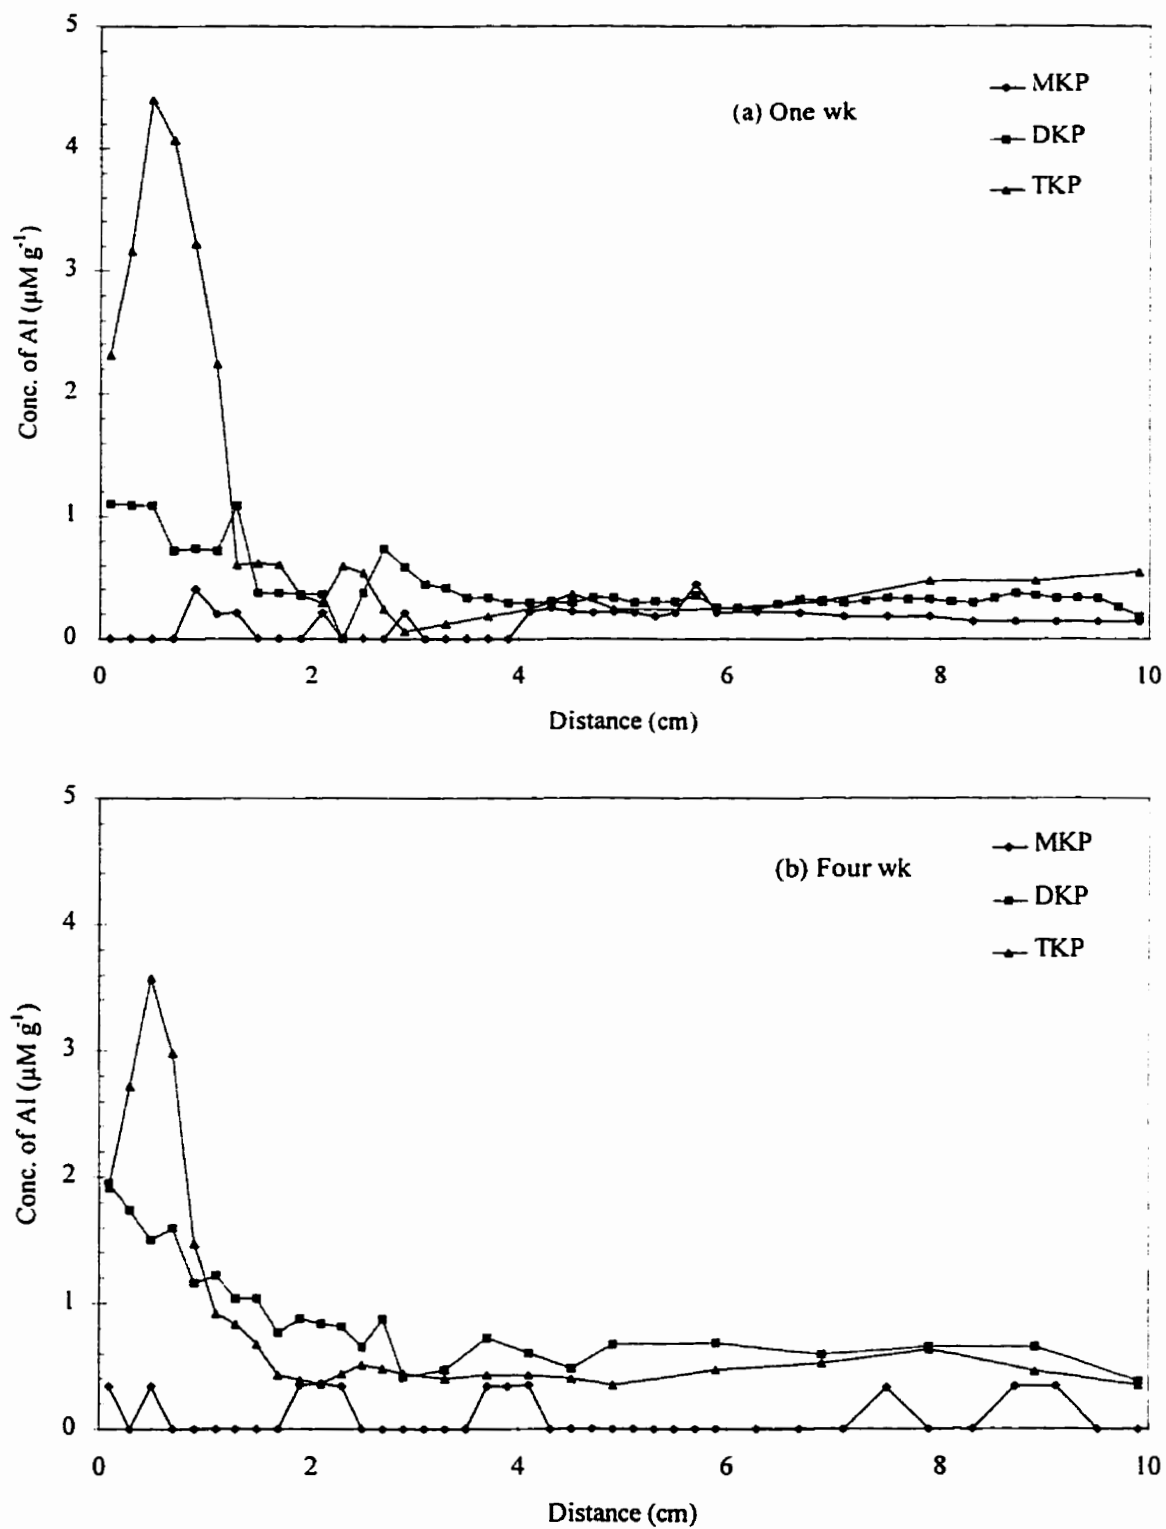 5
4
3
2
1
0
Conc. of Al (µM g⁻¹)
(a) One wk
MKP
DKP
TKP
0 2 4 6 8 10
Distance (cm)
5
4
3
2
1
0
Conc. of Al (µM g⁻¹)
(b) Four wk
MKP
DKP
TKP
0 2 4 6 8 10
Distance (cm)